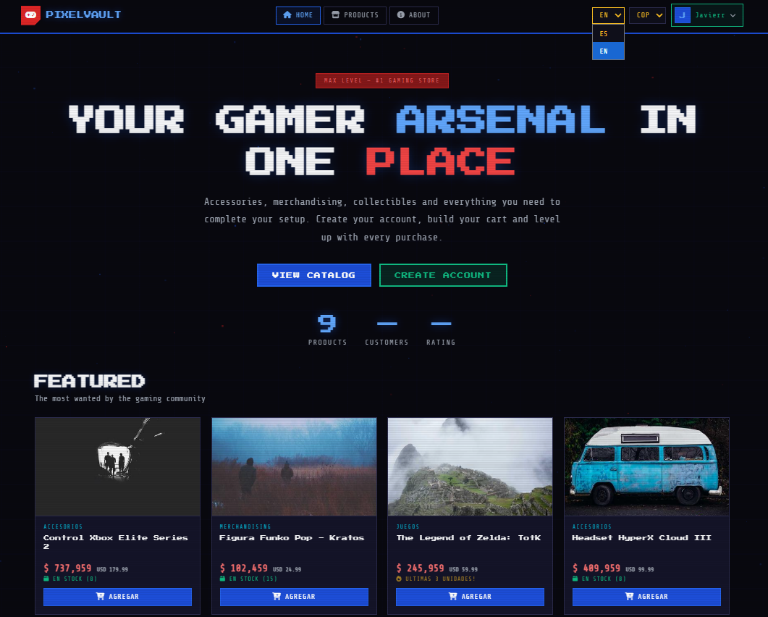 PIXELVAULT
HOME
PRODUCTS
ABOUT
EN
COP
J
Javierr
ES
EN
MAX LEVEL — #1 GAMING STORE
YOUR GAMER ARSENAL IN
ONE PLACE
Accessories, merchandising, collectibles and everything you need to
complete your setup. Create your account, build your cart and level
up with every purchase.
VIEW CATALOG
CREATE ACCOUNT
9
—
—
PRODUCTS
CUSTOMERS
RATING
FEATURED
The most wanted by the gaming community
ACCESORIOS
Control Xbox Elite Series
2
$ 737,959 USD 179.99
EN STOCK (8)
AGREGAR
MERCHANDISING
Figura Funko Pop - Kratos
$ 102,459 USD 24.99
EN STOCK (15)
AGREGAR
JUEGOS
The Legend of Zelda: TotK
$ 245,959 USD 59.99
ULTIMAS 3 UNIDADES!
AGREGAR
ACCESORIOS
Headset HyperX Cloud III
$ 409,959 USD 99.99
EN STOCK (8)
AGREGAR